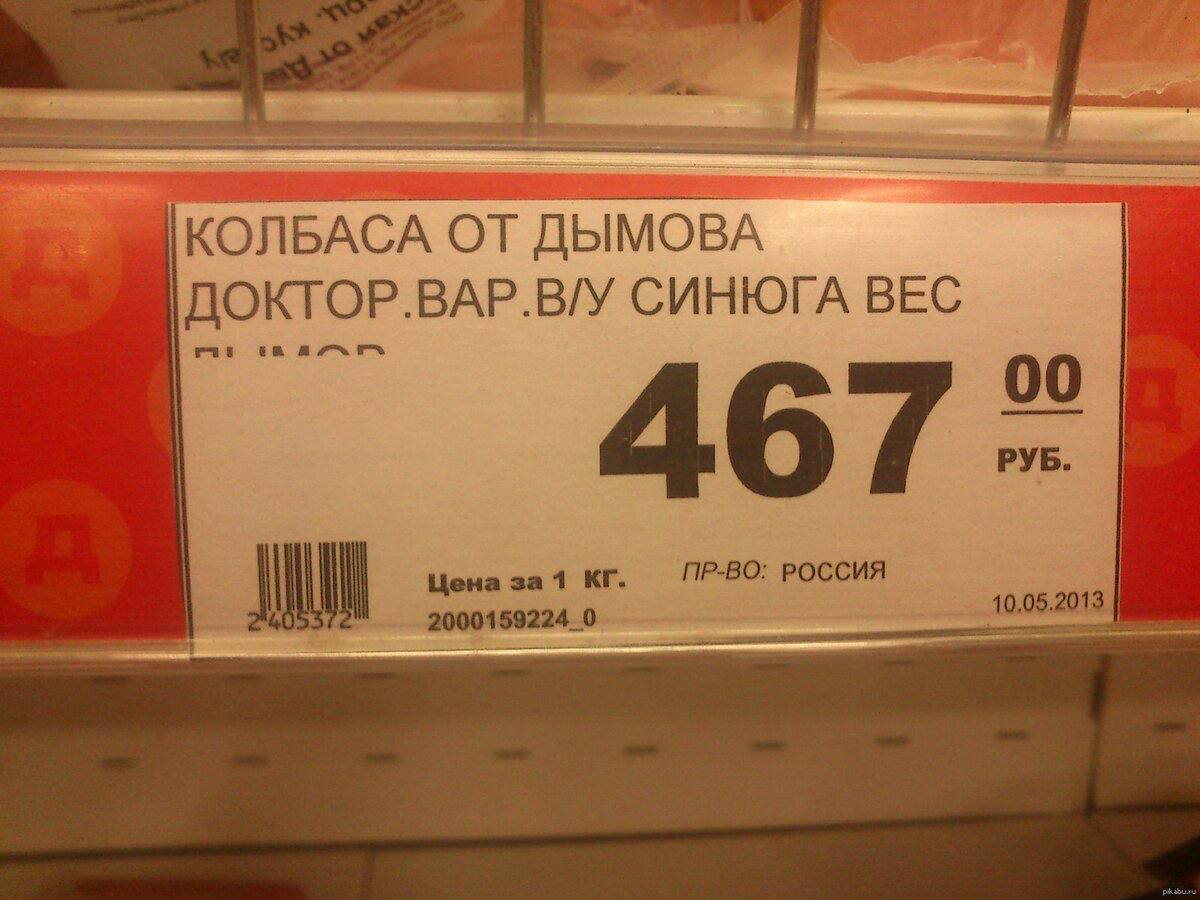 КОЛБАСА ОТ ДЫМОВА
ДОКТОР.ВАР.В/У СИНЮГА ВЕС
ДЫМОВ
467 00
РУБ.
Цена за 1 КГ.
ПР-ВО: РОССИЯ
2405372
2000159224_0
10.05.2013
pikabu.ru